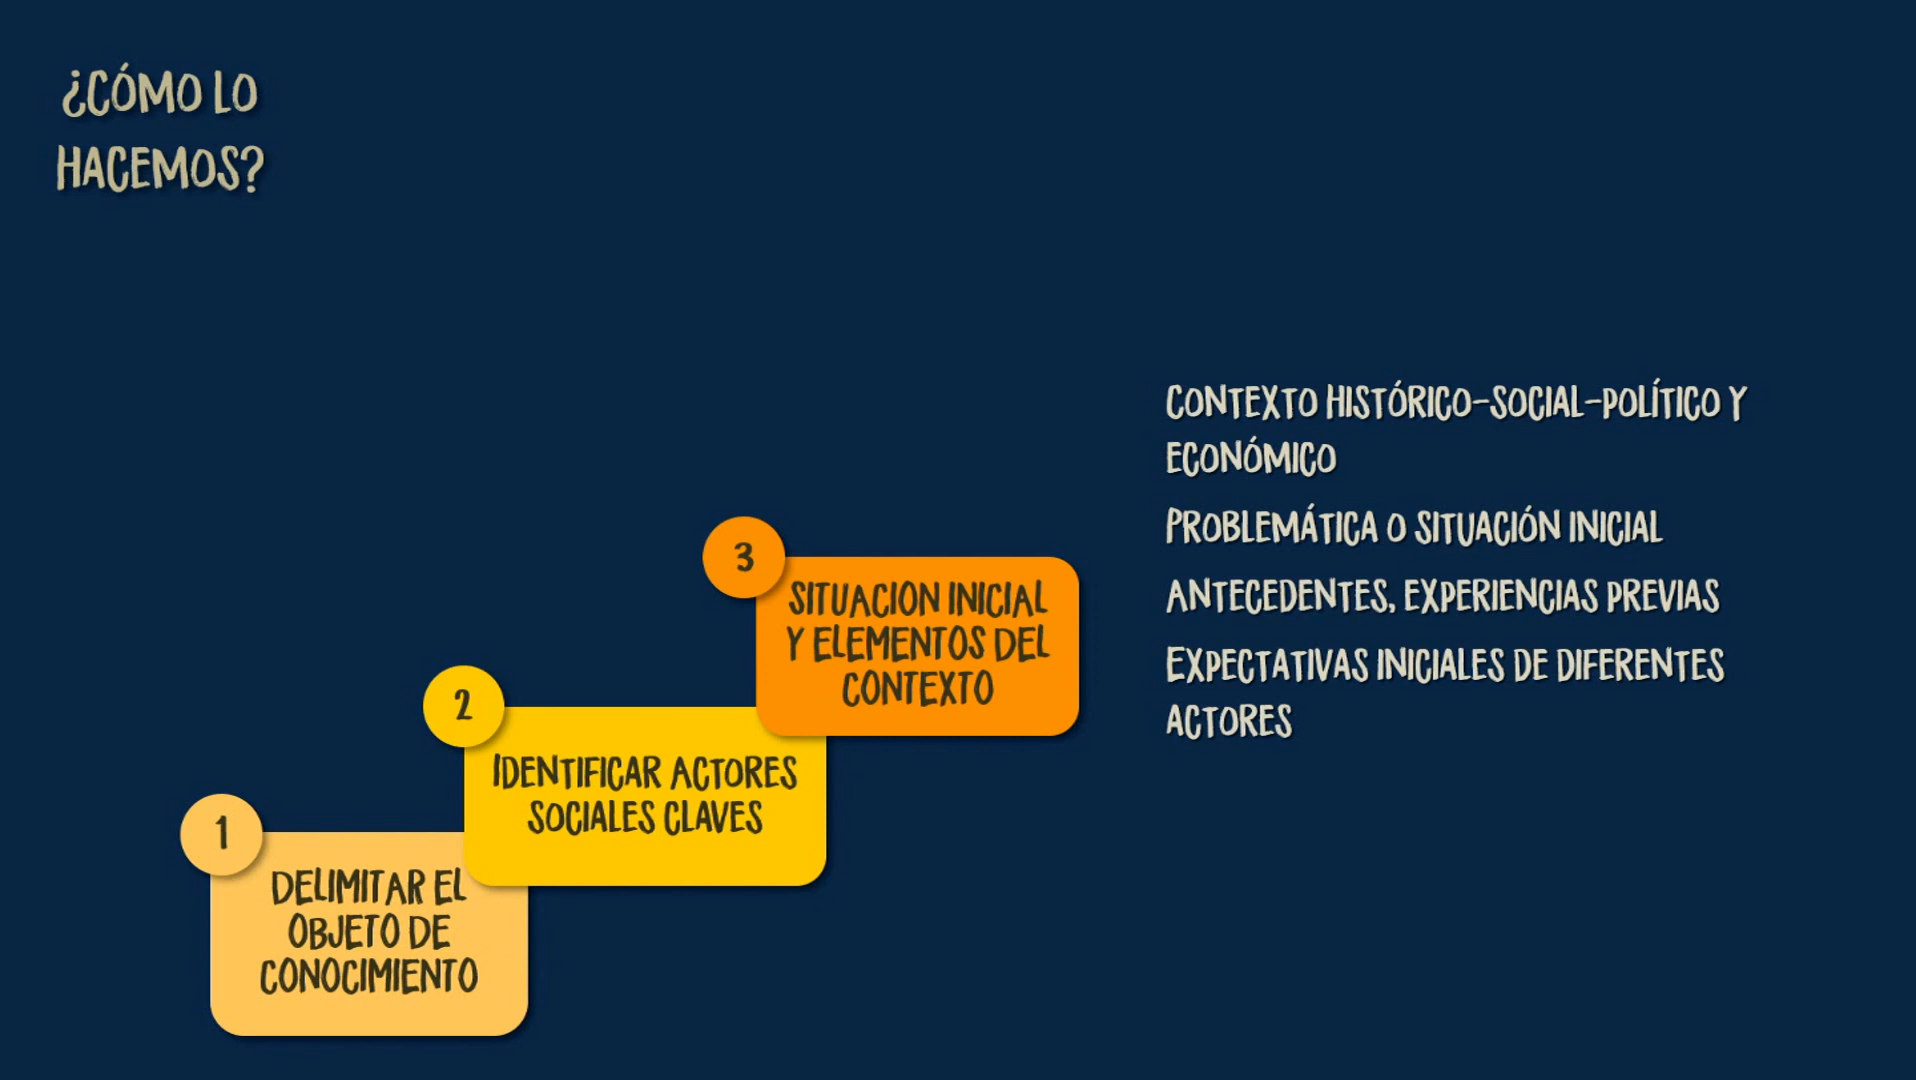 ¿CÓMO LO
HACEMOS?
CONTEXTO HISTÓRICO-SOCIAL-POLÍTICO Y
ECONÓMICO
PROBLEMÁTICA O SITUACIÓN INICIAL
ANTECEDENTES, EXPERIENCIAS PREVIAS
EXPECTATIVAS INICIALES DE DIFERENTES
ACTORES
3
SITUACION INICIAL
Y ELEMENTOS DEL
CONTEXTO
2
IDENTIFICAR ACTORES
SOCIALES CLAVES
1
DELIMITAR EL
OBJETO DE
CONOCIMIENTO